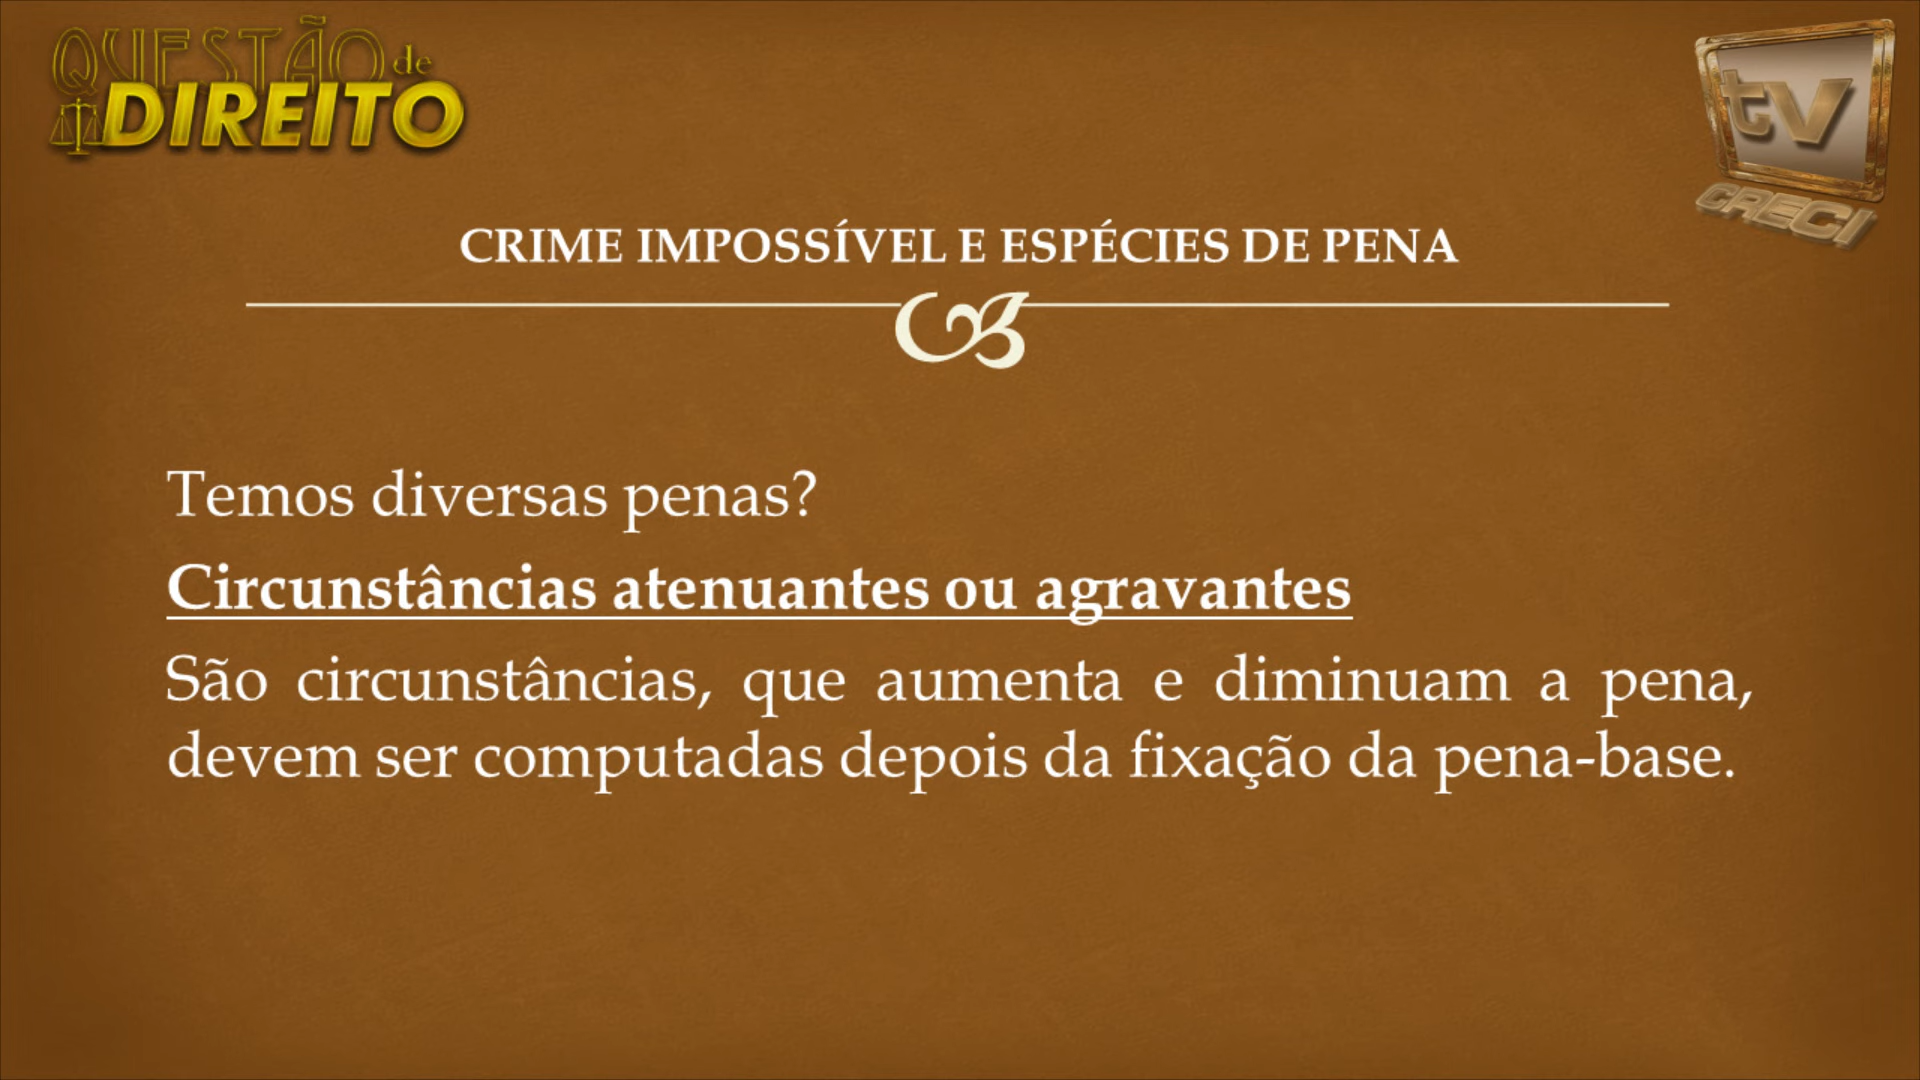 QUESTÃO de
DIREITO
tv
CRECI
CRIME IMPOSSÍVEL E ESPÉCIES DE PENA
Temos diversas penas?
Circunstâncias atenuantes ou agravantes
São circunstâncias, que aumenta e diminuam a pena,
devem ser computadas depois da fixação da pena-base.